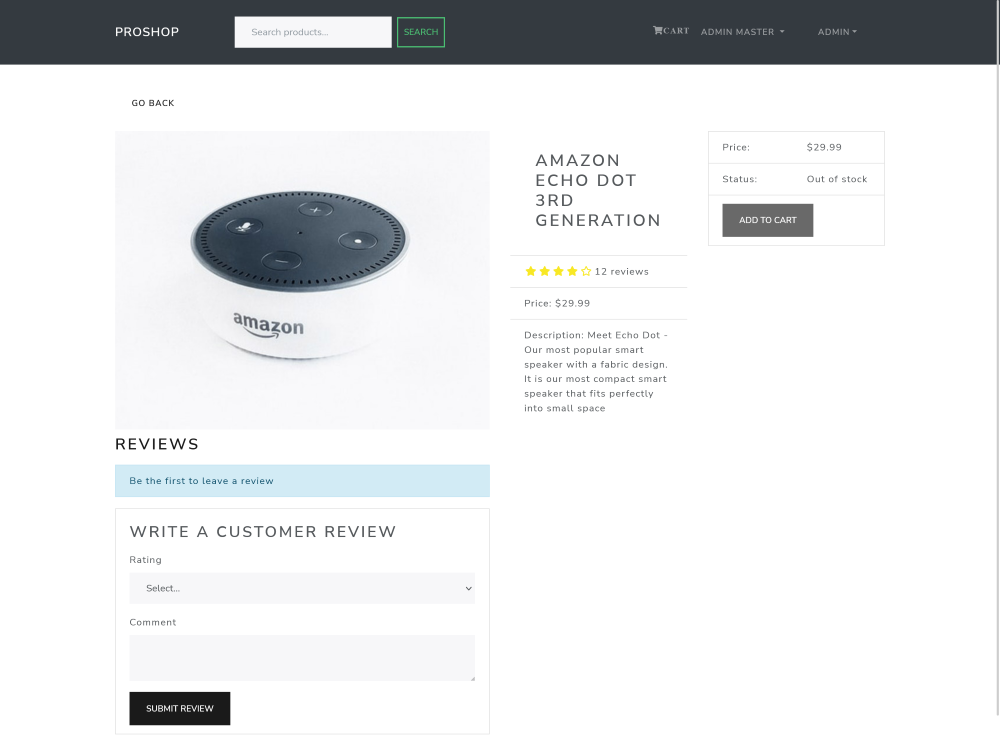 PROSHOP
Search products...
SEARCH
CART
ADMIN MASTER
ADMIN
GO BACK
amazon
AMAZON
ECHO DOT
3RD
GENERATION
12 reviews
Price: $29.99
Description: Meet Echo Dot -
Our most popular smart
speaker with a fabric design.
It is our most compact smart
speaker that fits perfectly
into small space
Price: $29.99
Status: Out of stock
ADD TO CART
REVIEWS
Be the first to leave a review
WRITE A CUSTOMER REVIEW
Rating
Select...
Comment
SUBMIT REVIEW